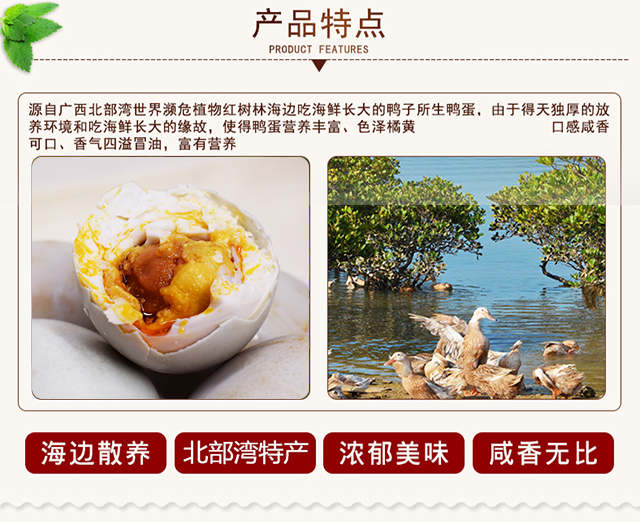 产品特点
PRODUCT FEATURES
源自广西北部湾世界濒危植物红树林海边吃海鲜长大的鸭子所生鸭蛋，由于得天独厚的放
养环境和吃海鲜长大的缘故，使得鸭蛋营养丰富、色泽橘黄 口感咸香
可口、香气四溢冒油，富有营养
海边散养
北部湾特产
浓郁美味
咸香无比